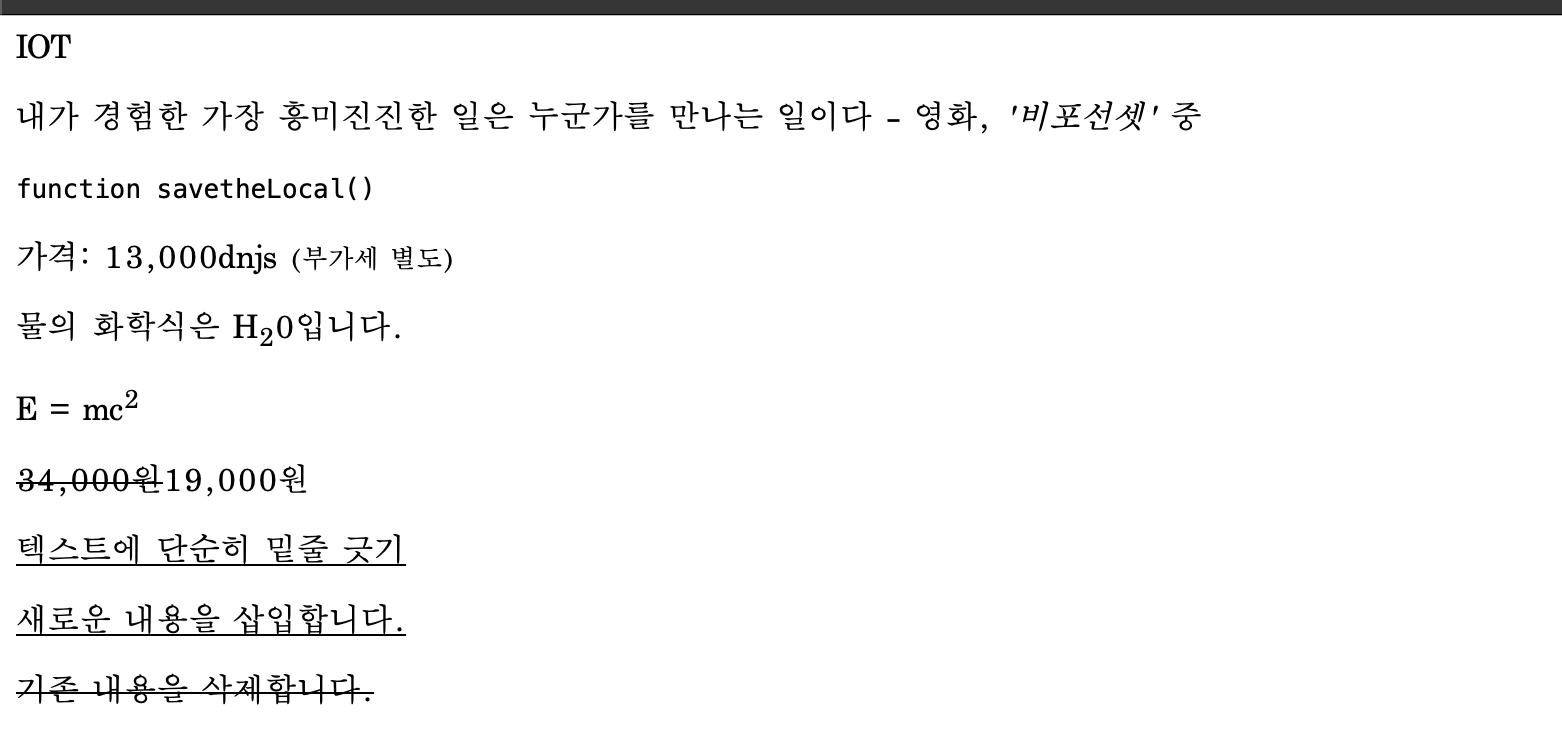 IOT
내가 경험한 가장 흥미진진한 일은 누군가를 만나는 일이다 - 영화, '비포선셋' 중
function savetheLocal()
가격: 13,000dnjs (부가세 별도)
물의 화학식은 H₂0입니다.
E = mc²
34,000원19,000원
텍스트에 단순히 밑줄 긋기
새로운 내용을 삽입합니다.
기존 내용을 삭제합니다.